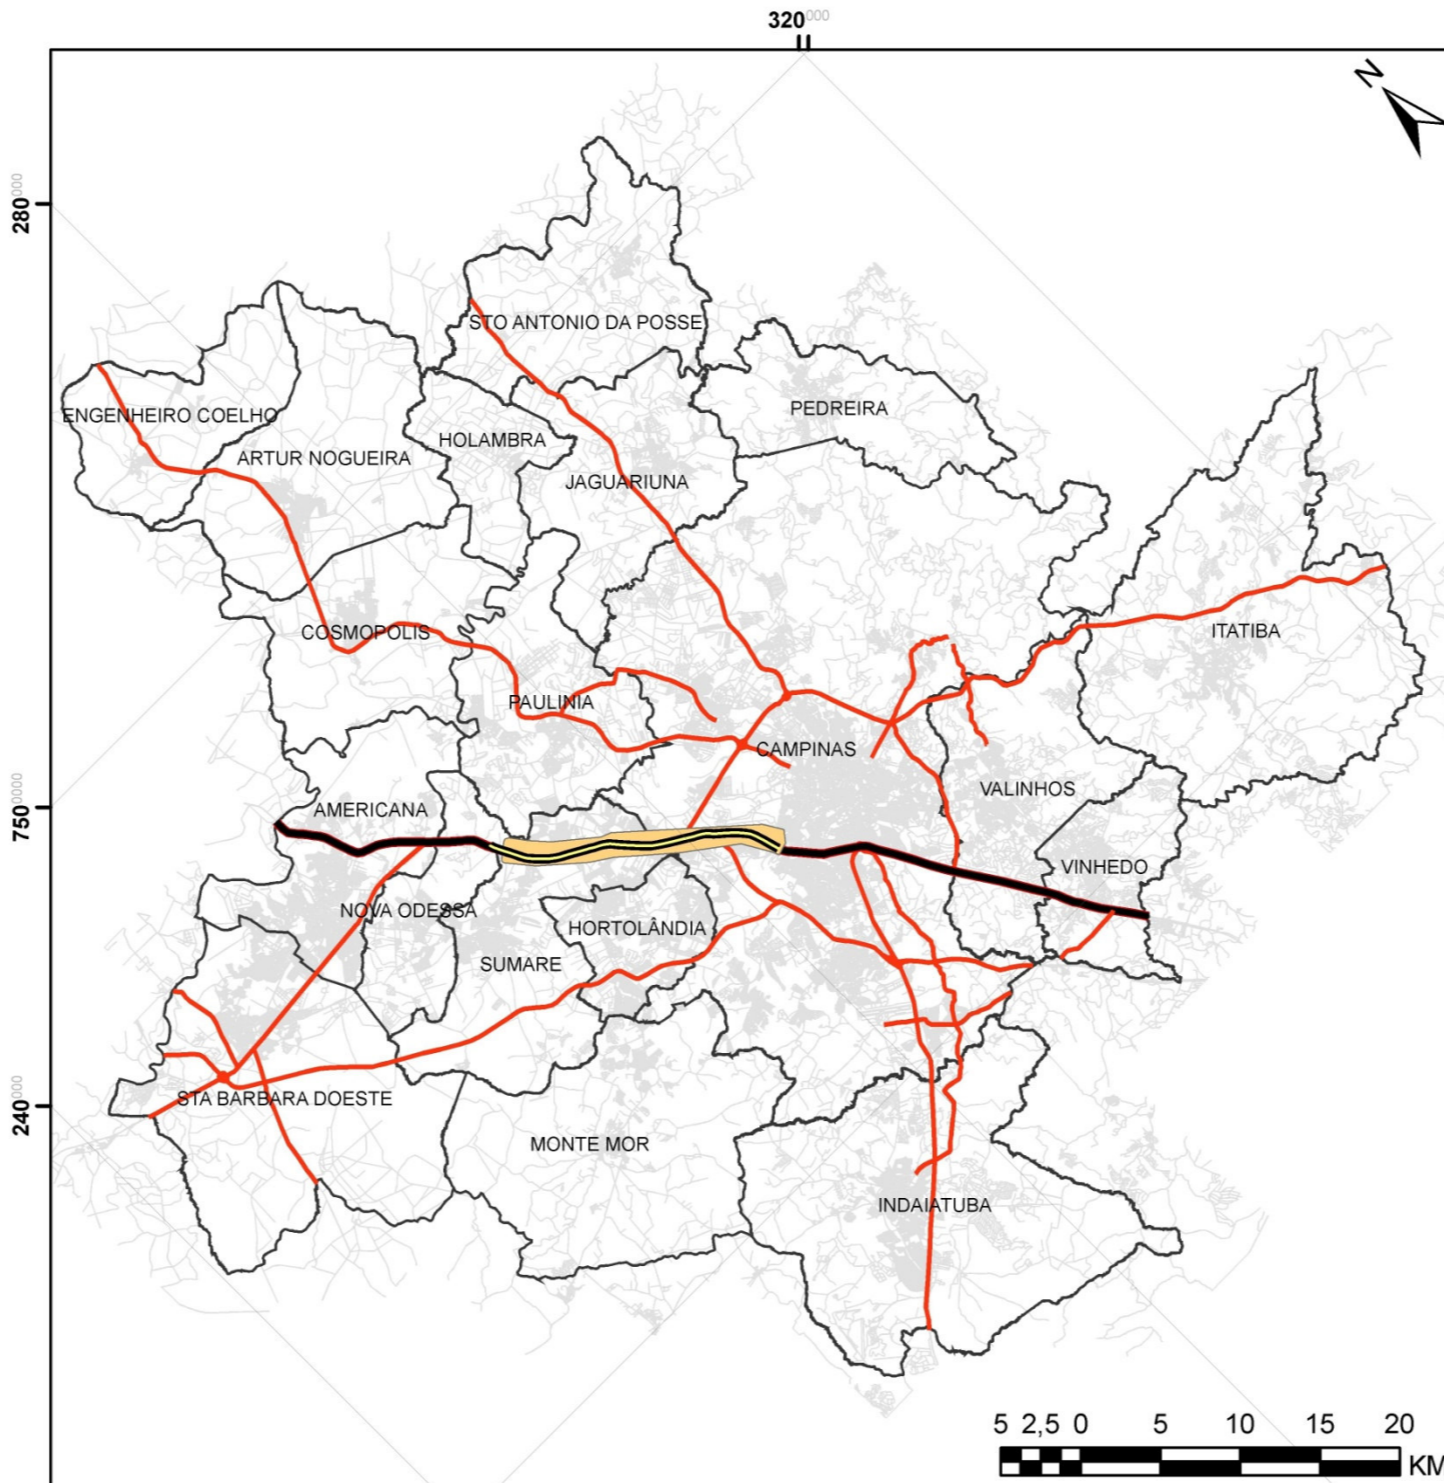 320000
N
280000
STO ANTONIO DA POSSE
PEDREIRA
ENGENHEIRO COELHO
HOLAMBRA
ARTUR NOGUEIRA
JAGUARIUNA
COSMOPOLIS
ITATIBA
PAULINIA
CAMPINAS
VALINHOS
7500000
AMERICANA
VINHEDO
NOVA ODESSA
HORTOLÂNDIA
SUMARE
240000
STA BARBARA DOESTE
MONTE MOR
INDAIATUBA
5 2,5 0 5 10 15 20
KM